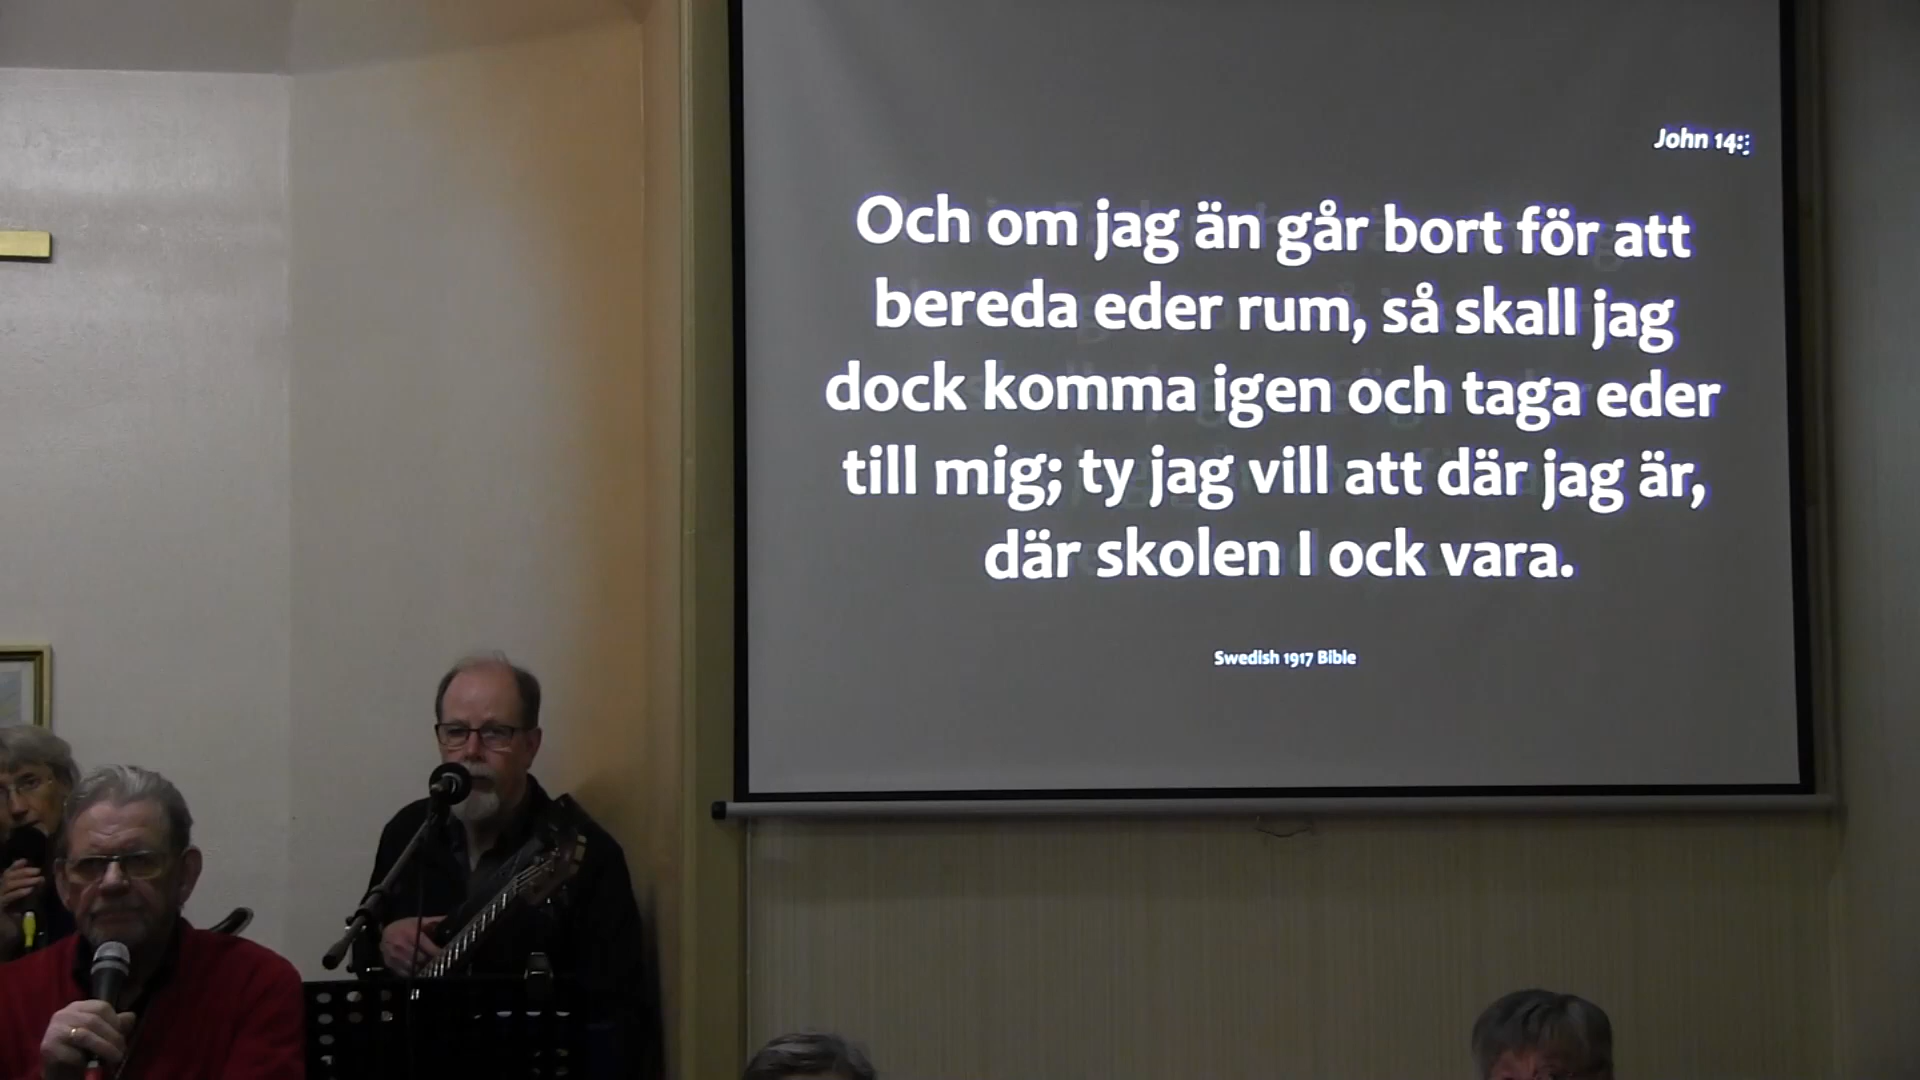 John 14:
Och om jag än går bort för att
bereda eder rum, så skall jag
dock komma igen och taga eder
till mig; ty jag vill att där jag är,
där skolen I ock vara.
Swedish 1917 Bible